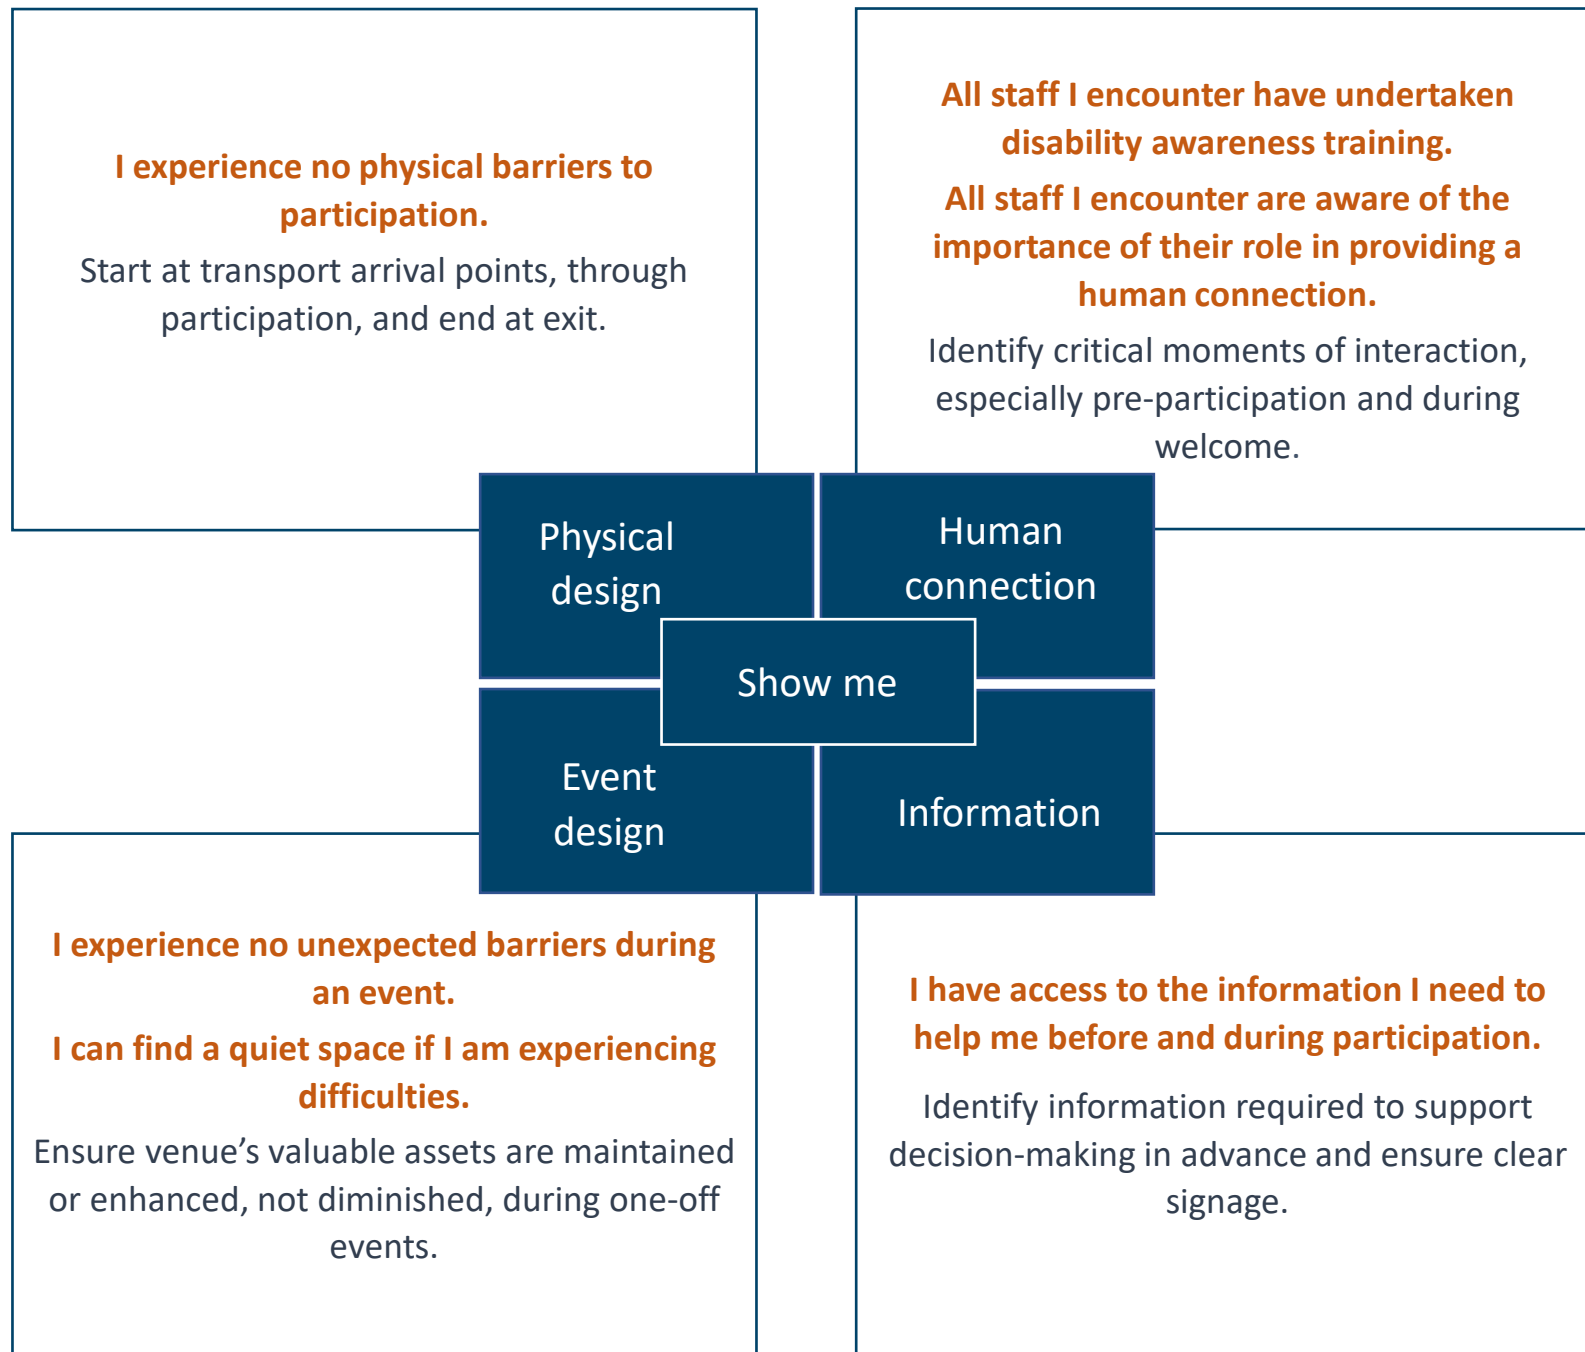 I experience no physical barriers to
participation.
Start at transport arrival points, through
participation, and end at exit.
All staff I encounter have undertaken
disability awareness training.
All staff I encounter are aware of the
importance of their role in providing a
human connection.
Identify critical moments of interaction,
especially pre-participation and during
welcome.
Physical
design
Human
connection
Show me
Event
design
Information
I experience no unexpected barriers during
an event.
I can find a quiet space if I am experiencing
difficulties.
Ensure venue’s valuable assets are maintained
or enhanced, not diminished, during one-off
events.
I have access to the information I need to
help me before and during participation.
Identify information required to support
decision-making in advance and ensure clear
signage.